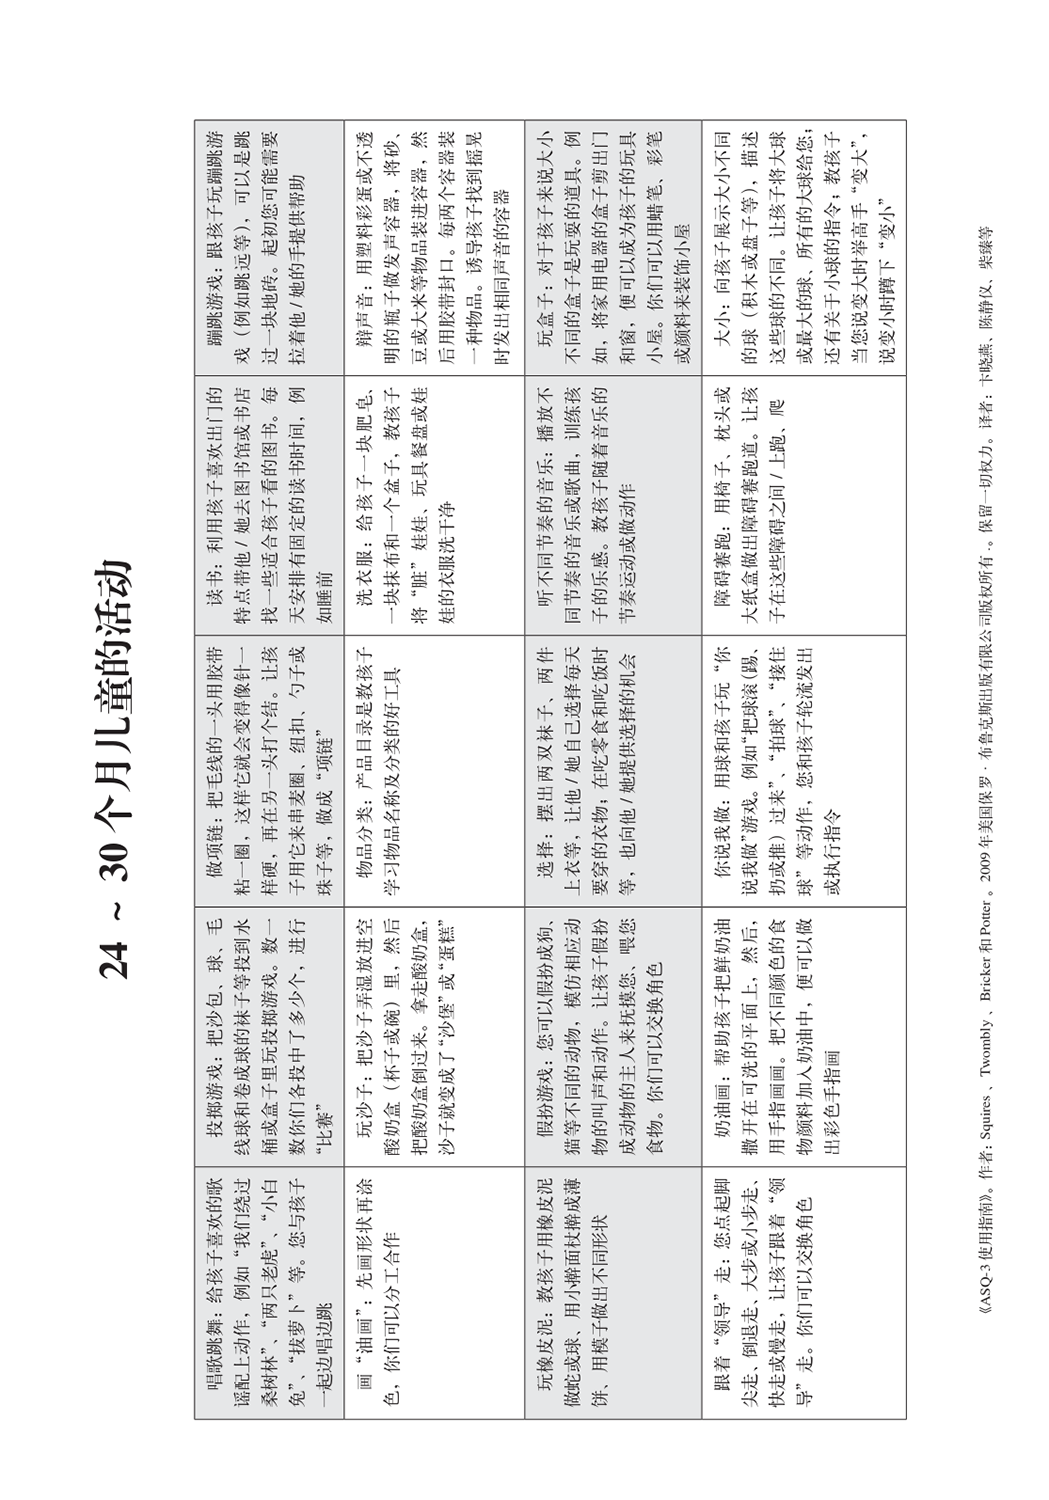 24 ~ 30 个月儿童的活动
唱歌跳舞：给孩子喜欢的歌
谣配上动作，例如“我们绕过
桑树林”、“两只老虎”、“小白
兔”、“拔萝卜”等。您与孩子
一起边唱边跳
投掷游戏：把沙包、球、毛
线球和卷成球的袜子等投到水
桶或盒子里玩投掷游戏。数一
数你们各投中了多少个，进行
“比赛”
做项链：把毛线的一头用胶带
粘一圈，这样它就会变得像针一
样硬，再在另一头打个结。让孩
子用它来串麦圈、纽扣、勺子或
珠子等，做成“项链”
读书：利用孩子喜欢出门的
特点带他 / 她去图书馆或书店
找一些适合孩子看的图书。每
天安排有固定的读书时间，例
如睡前
蹦跳游戏：跟孩子玩蹦跳游
戏（例如跳远等），可以是跳
过一块地砖。起初您可能需要
拉着他 / 她的手提供帮助
画“油画”：先画形状再涂
色，你们可以分工合作
玩沙子：把沙子弄湿放进空
酸奶盒（杯子或碗）里，然后
把酸奶盒倒过来。拿走酸奶盒，
沙子就变成了“沙堡”或“蛋糕”
物品分类：产品目录是教孩子
学习物品名称及分类的好工具
洗衣服：给孩子一块肥皂、
一块抹布和一个盆子，教孩子
将“脏”娃娃、玩具餐盘或娃
娃的衣服洗干净
辩声音：用塑料彩蛋或不透
明的瓶子做发声容器，将砂、
豆或大米等物品装进容器，然
后用胶带封口。每两个容器装
一种物品。诱导孩子找到摇晃
时发出相同声音的容器
玩橡皮泥：教孩子用橡皮泥
做蛇或球、用小擀面杖擀成薄
饼、用模子做出不同形状
假扮游戏：您可以假扮成狗、
猫等不同的动物，模仿相应动
物的叫声和动作。让孩子假扮
成动物的主人来抚摸您、喂您
食物。你们可以交换角色
选择：摆出两双袜子、两件
上衣等，让他 / 她自己选择每天
要穿的衣物；在吃零食和吃饭时
等，也向他 / 她提供选择的机会
听不同节奏的音乐：播放不
同节奏的音乐或歌曲，训练孩
子的乐感。教孩子随着音乐的
节奏运动或做动作
玩盒子：对于孩子来说大小
不同的盒子是玩耍的道具。例
如，将家用电器的盒子剪出门
和窗，便可以成为孩子的玩具
小屋。你们可以用蜡笔、彩笔
或颜料来装饰小屋
跟着“领导”走：您点起脚
尖走、倒退走、大步或小步走、
快走或慢走，让孩子跟着“领
导”走。你们可以交换角色
奶油画：帮助孩子把鲜奶油
撒开在可洗的平面上，然后，
用手指画画。把不同颜色的食
物颜料加入奶油中，便可以做
出彩色手指画
你说我做：用球和孩子玩“你
说我做”游戏。例如“把球滚(踢、
扔或推）过来”、“拍球”、“接住
球”等动作，您和孩子轮流发出
或执行指令
障碍赛跑：用椅子、枕头或
大纸盒做出障碍赛跑道。让孩
子在这些障碍之间 / 上跑、爬
大小：向孩子展示大小不同
的球（积木或盘子等），描述
这些球的不同。让孩子将大球
或最大的球、所有的大球给您；
还有关于小球的指令；教孩子
当您说变大时举高手“变大”，
说变小时蹲下“变小”
《ASQ-3 使用指南》。作者：Squires 、Twombly 、Bricker 和 Potter 。2009 年美国保罗 · 布鲁克斯出版有限公司版权所有 ·。保留一切权力。译者：卞晓燕、陈静仪、柴臻等